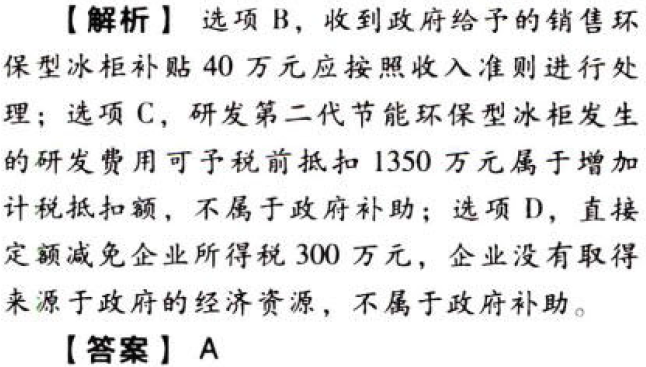 【解析】 选项 B，收到政府给予的销售环
保型冰柜补贴 40 万元应按照收入准则进行处
理；选项 C，研发第二代节能环保型冰柜发生
的研发费用可予税前抵扣 1350 万元属于增加
计税抵扣额，不属于政府补助；选项 D，直接
定额减免企业所得税 300 万元，企业没有取得
来源于政府的经济资源，不属于政府补助。
【答案】 A